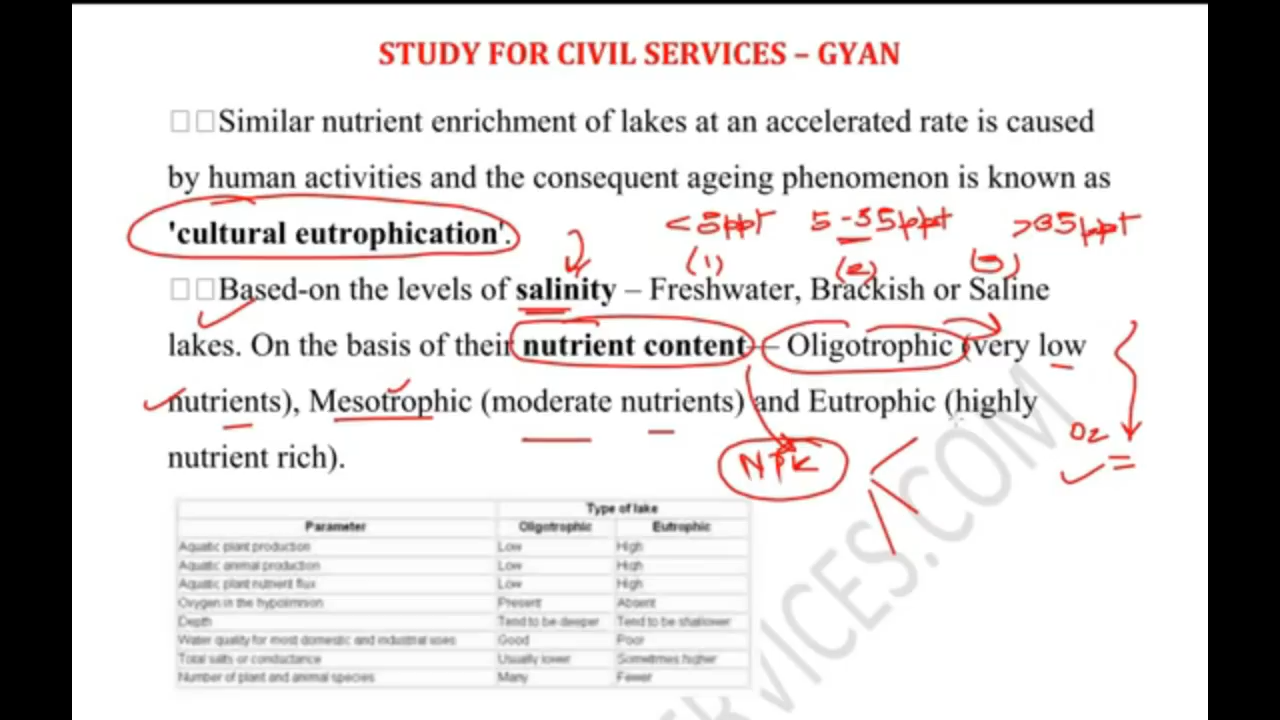 STUDY FOR CIVIL SERVICES – GYAN
Similar nutrient enrichment of lakes at an accelerated rate is caused
by human activities and the consequent ageing phenomenon is known as
'cultural eutrophication'.
<5ppt 5-35ppt >35ppt
(1) (2) (3)
Based-on the levels of salinity – Freshwater, Brackish or Saline
lakes. On the basis of their nutrient content – Oligotrophic (very low
nutrients), Mesotrophic (moderate nutrients) and Eutrophic (highly
nutrient rich).
O2
NPK
Type of lake
Parameter Oligotrophic Eutrophic
Aquatic plant production Low High
Aquatic animal production Low High
Aquatic plant nutrient flux Low High
Oxygen in the hypolimnion Present Absent
Depth Tend to be deeper Tend to be shallower
Water quality for most domestic and industrial uses Good Poor
Total salts or conductance Usually lower Sometimes higher
Number of plant and animal species Many Fewer
VICES.COM